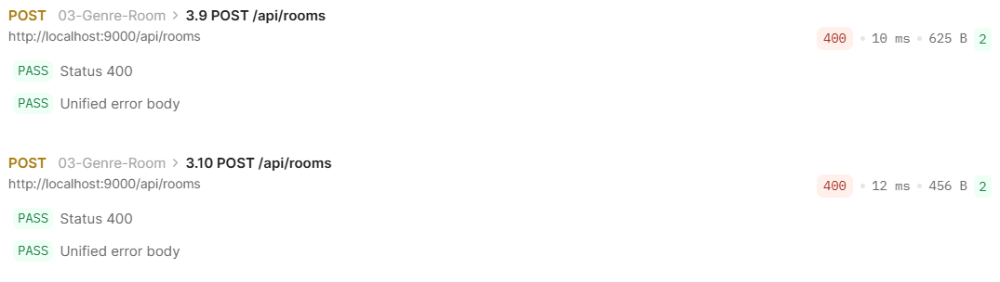 POST 03-Genre-Room > 3.9 POST /api/rooms
http://localhost:9000/api/rooms
400 • 10 ms • 625 B 2
PASS Status 400
PASS Unified error body
POST 03-Genre-Room > 3.10 POST /api/rooms
http://localhost:9000/api/rooms
400 • 12 ms • 456 B 2
PASS Status 400
PASS Unified error body